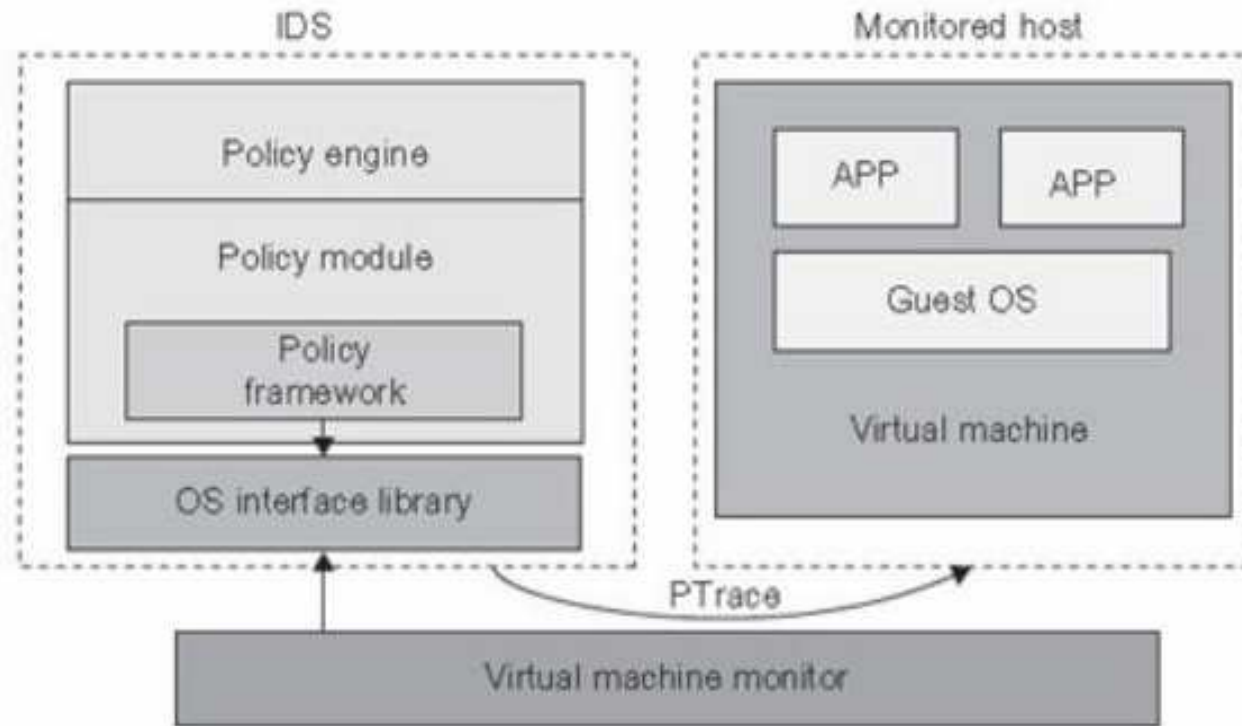 IDS
Policy engine
Policy module
Policy
framework
OS interface library
Monitored host
APP
APP
Guest OS
Virtual machine
PTrace
Virtual machine monitor